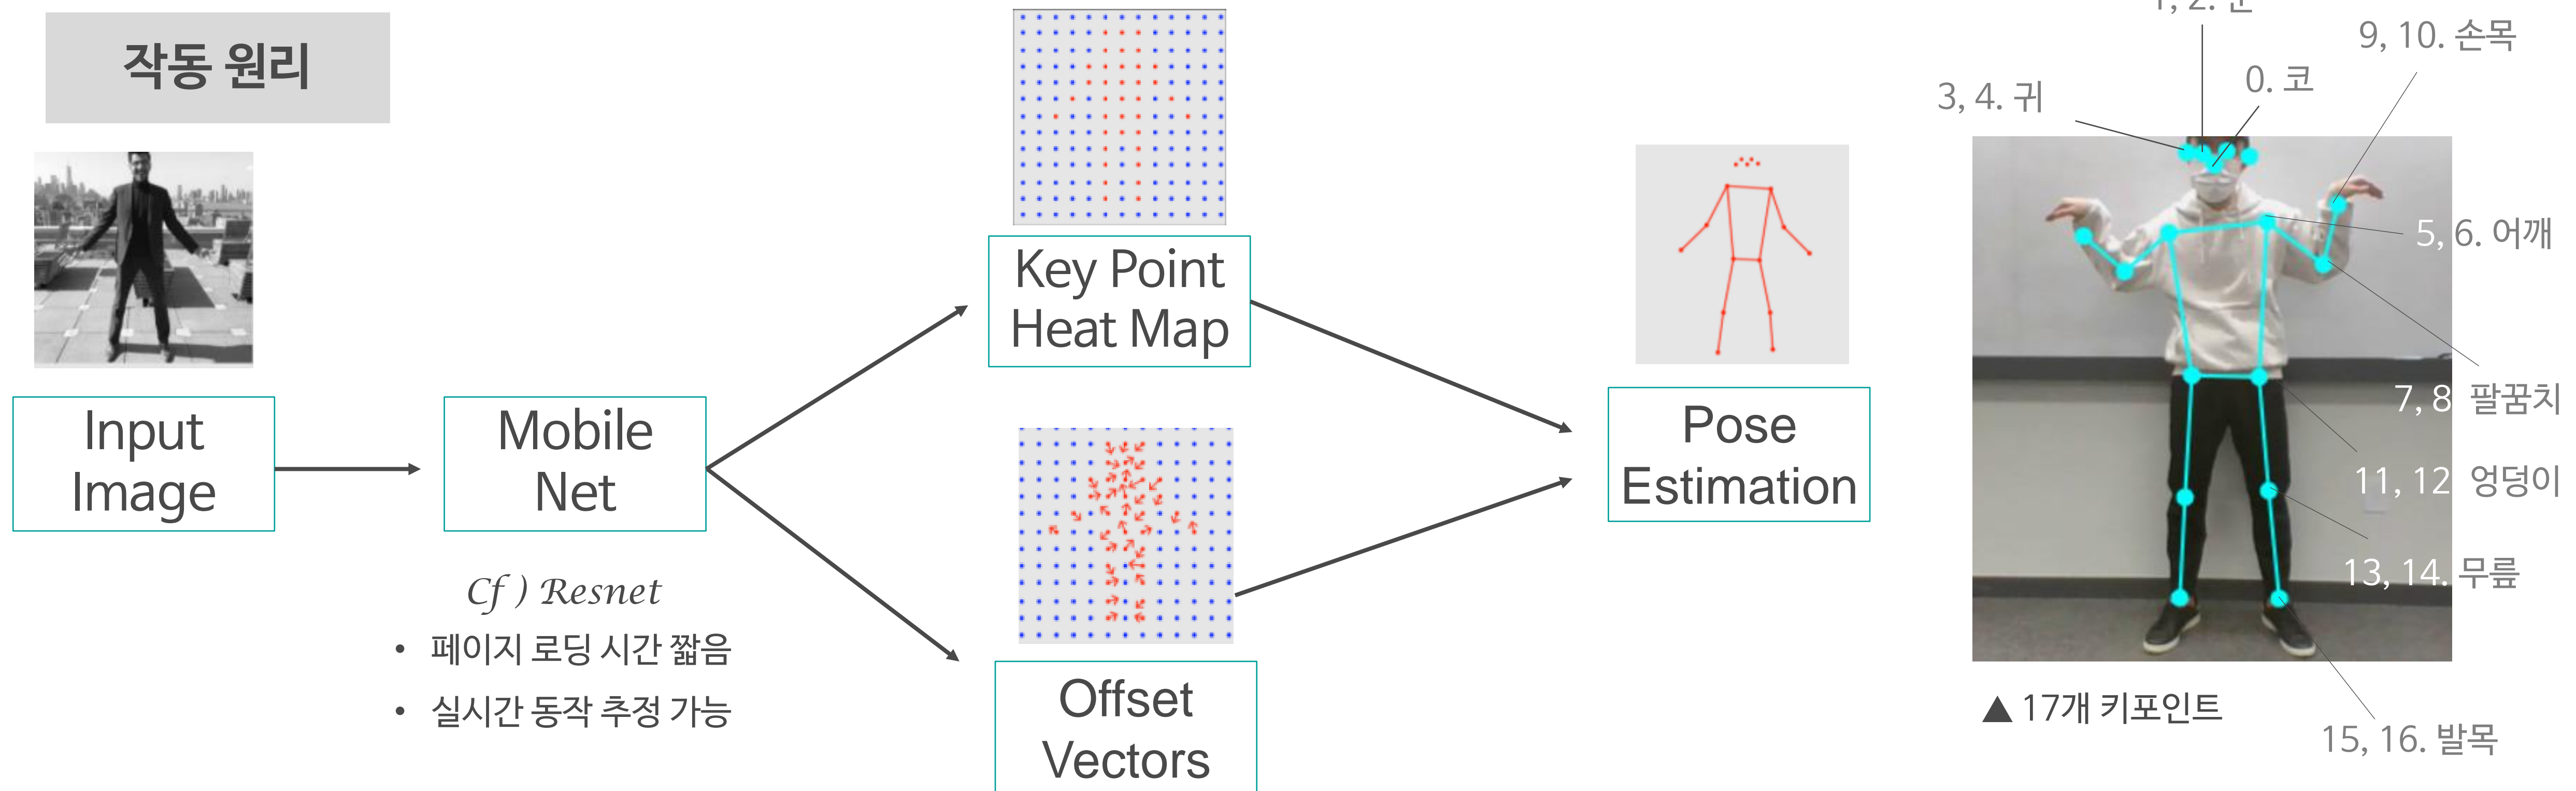 작동 원리
Input
Image
Mobile
Net
Cf ) Resnet
• 페이지 로딩 시간 짧음
• 실시간 동작 추정 가능
Key Point
Heat Map
Offset
Vectors
Pose
Estimation
1, 2. 눈
9, 10. 손목
0. 코
3, 4. 귀
5, 6. 어깨
7, 8 팔꿈치
11, 12 엉덩이
13, 14. 무릎
▲ 17개 키포인트
15, 16. 발목